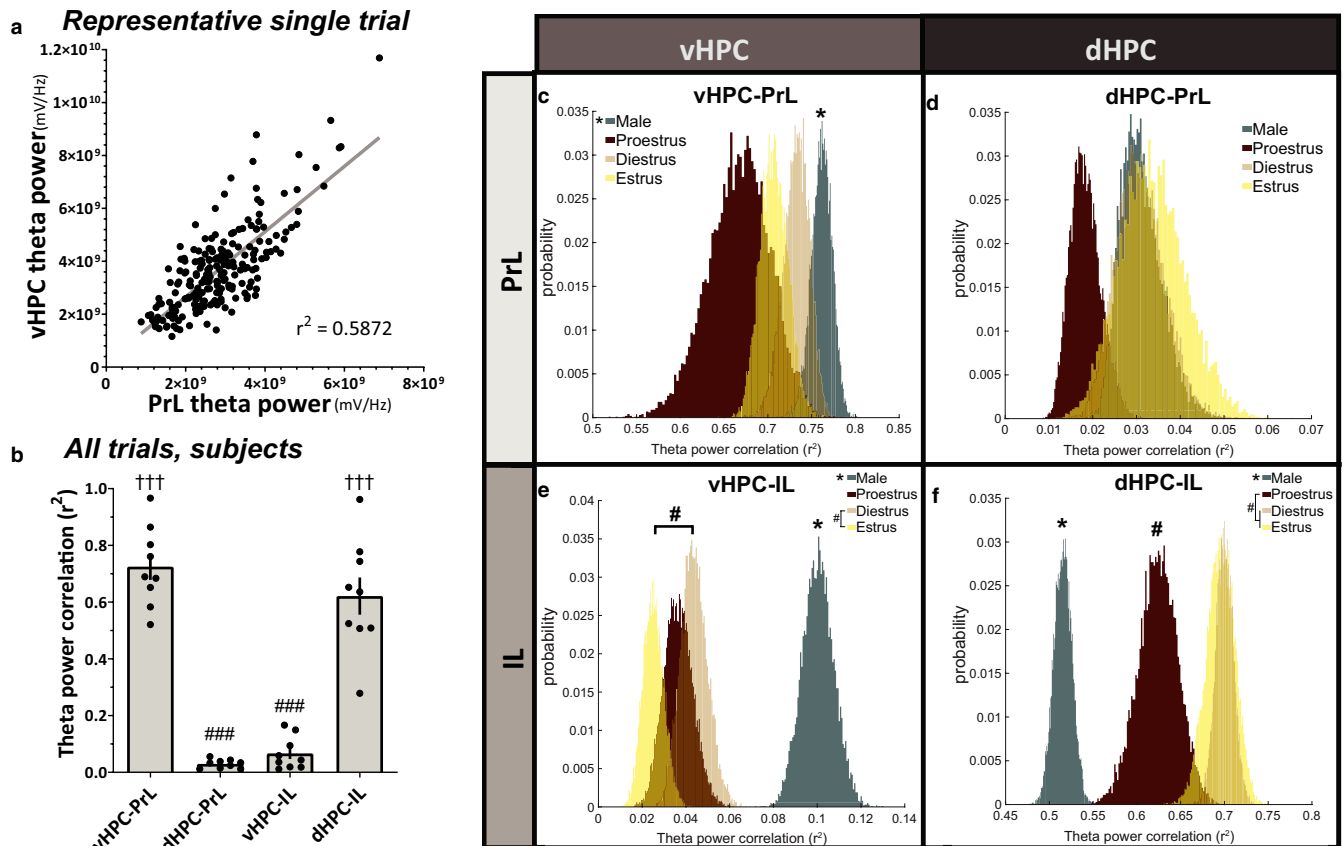 a Representative single trial
1.2×10¹⁰
1×10¹⁰
8×10⁹
6×10⁹
4×10⁹
2×10⁹
0
vHPC theta power (mV/Hz)
r² = 0.5872
0 2×10⁹ 4×10⁹ 6×10⁹ 8×10⁹
PrL theta power (mV/Hz)
b All trials, subjects
††† †††
### ###
1.0
0.8
0.6
0.4
0.2
0.0
Theta power correlation (r²)
vHPC-PrL dHPC-PrL vHPC-IL dHPC-IL
vHPC dHPC
PrL
IL
c vHPC-PrL
* Male
Proestrus
Diestrus
Estrus
*
0.035
0.03
0.025
0.02
0.015
0.01
0.005
0
probability
0.5 0.55 0.6 0.65 0.7 0.75 0.8 0.85
Theta power correlation (r²)
d dHPC-PrL
Male
Proestrus
Diestrus
Estrus
0.035
0.03
0.025
0.02
0.015
0.01
0.005
0
probability
0 0.01 0.02 0.03 0.04 0.05 0.06 0.07
Theta power correlation (r²)
e vHPC-IL
* Male
Proestrus
# Diestrus
Estrus
# *
0.04
0.035
0.03
0.025
0.02
0.015
0.01
0.005
0
probability
0 0.02 0.04 0.06 0.08 0.1 0.12 0.14
Theta power correlation (r²)
f dHPC-IL
* Male
Proestrus
# Diestrus
Estrus
* #
0.035
0.03
0.025
0.02
0.015
0.01
0.005
0
probability
0.45 0.5 0.55 0.6 0.65 0.7 0.75 0.8
Theta power correlation (r²)